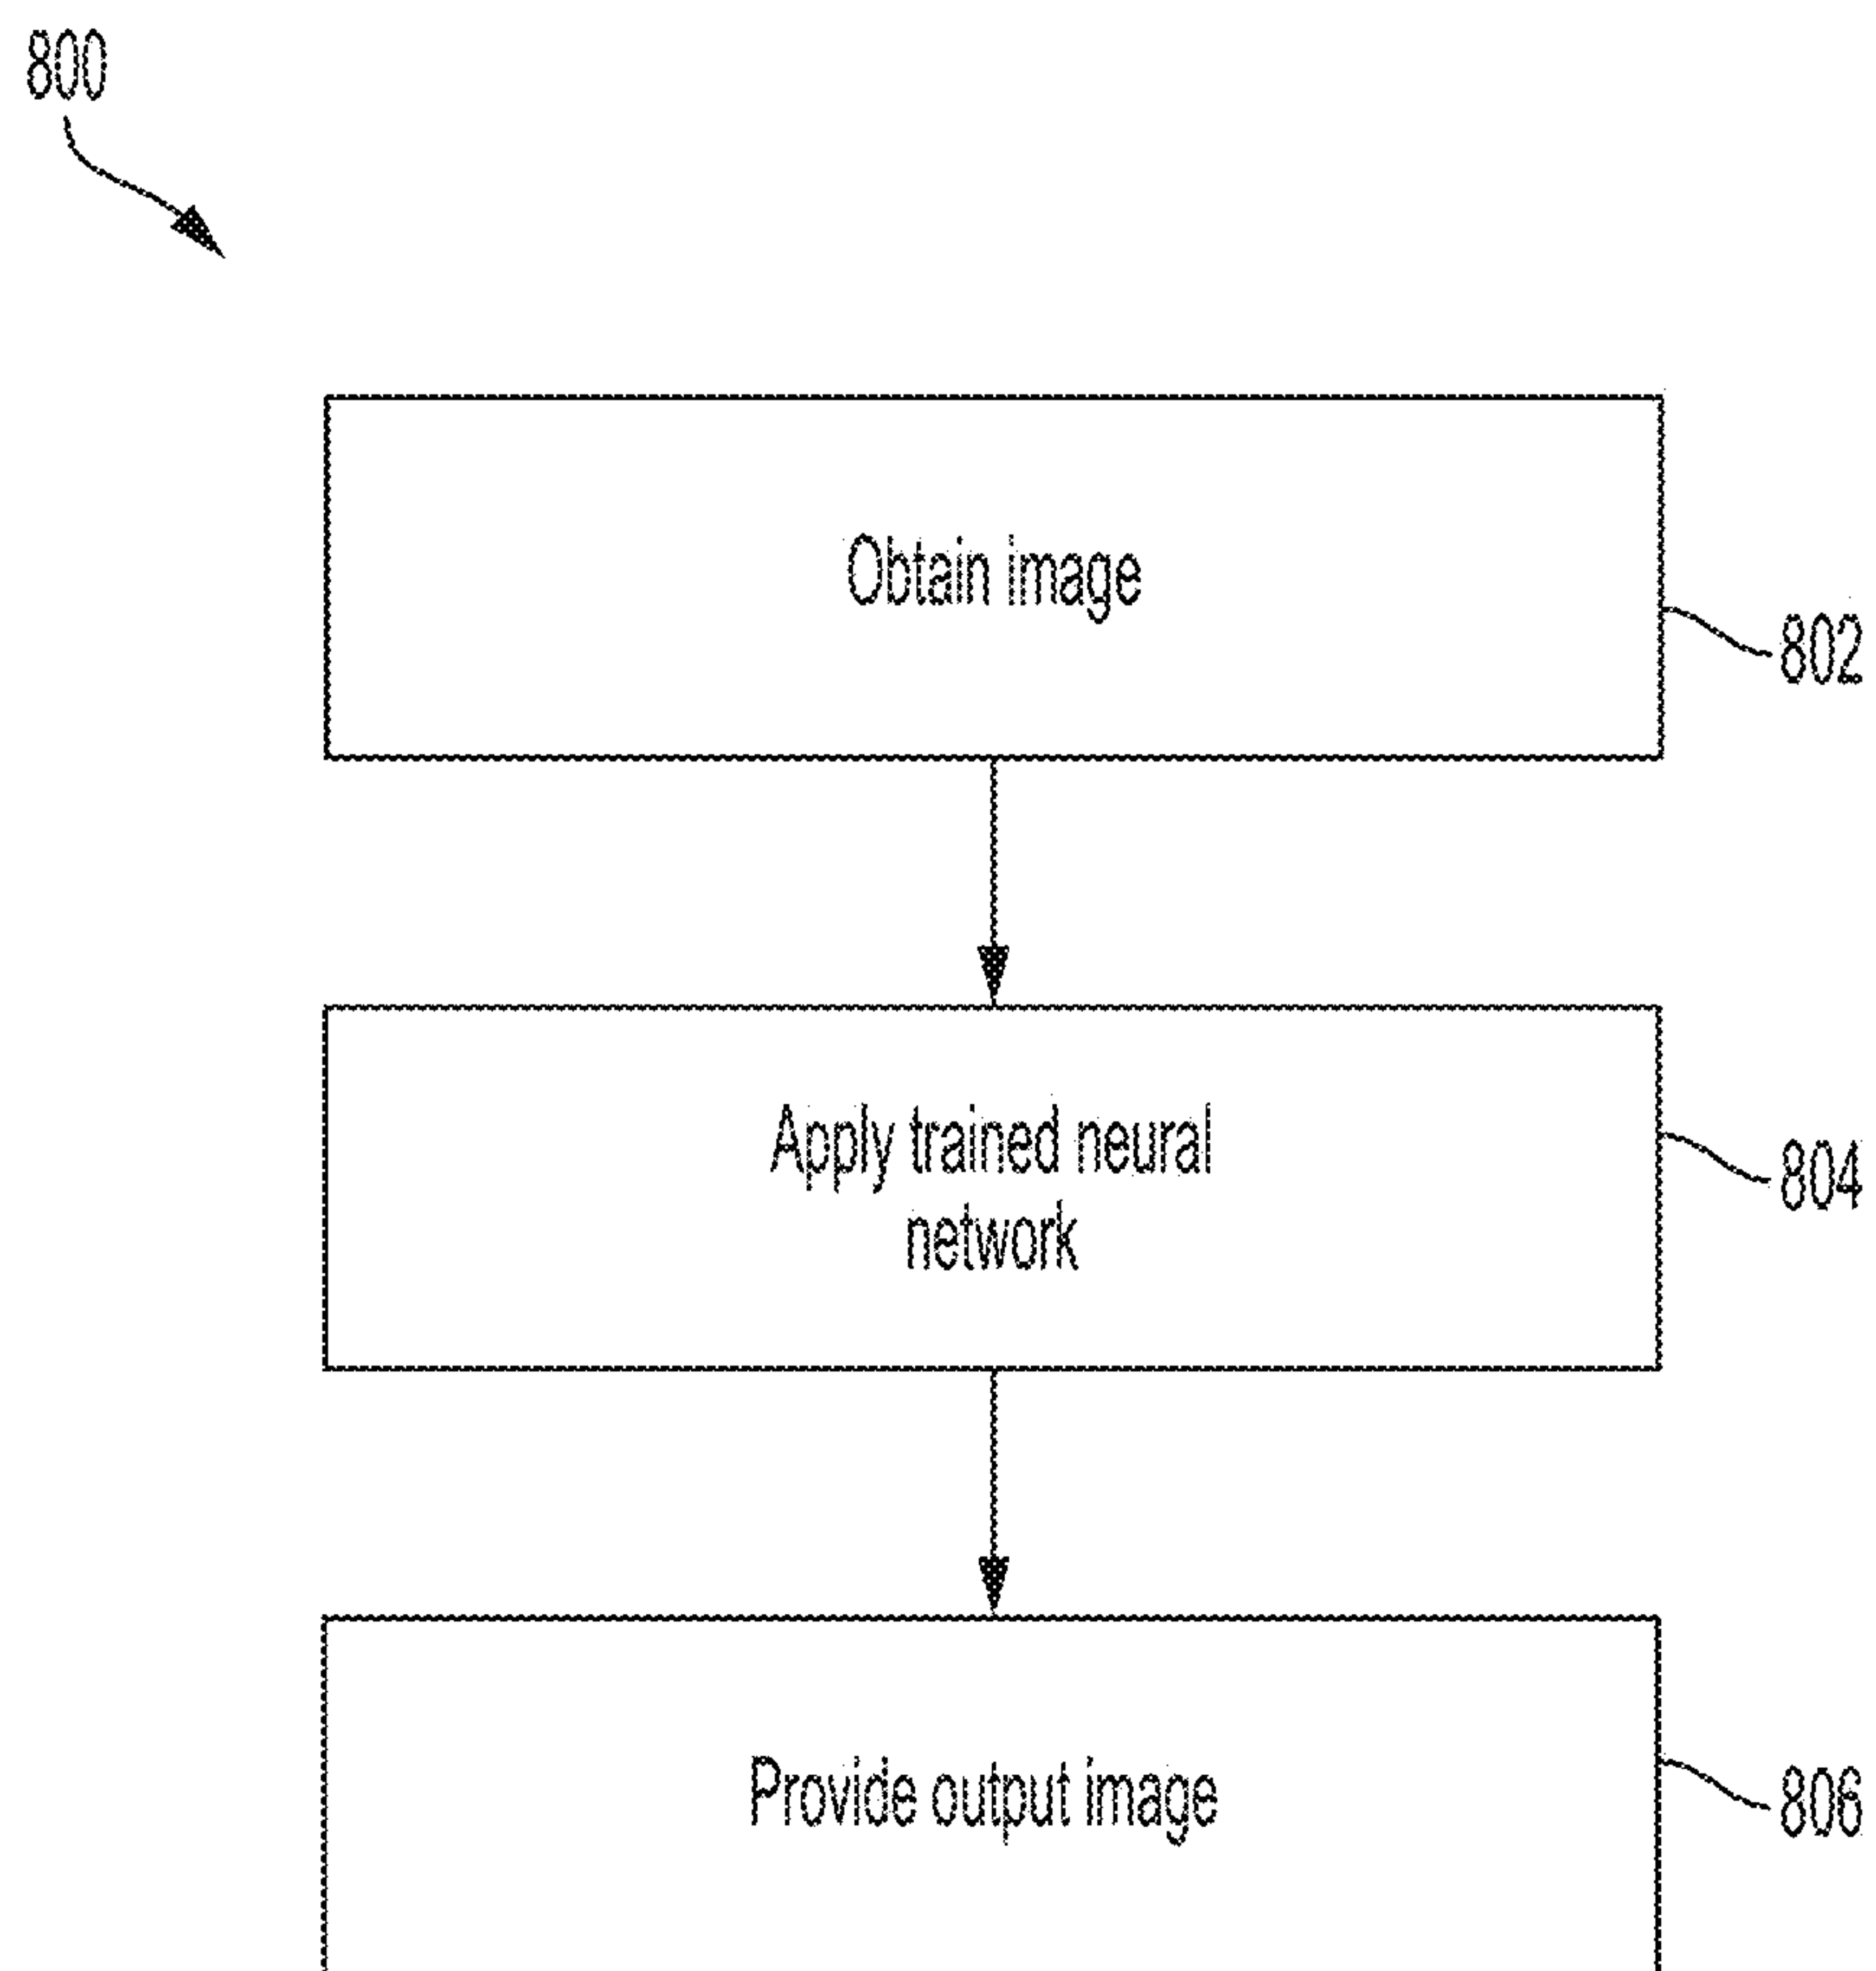 800
Obtain image
802
Apply trained neural
network
804
Provide output image
806